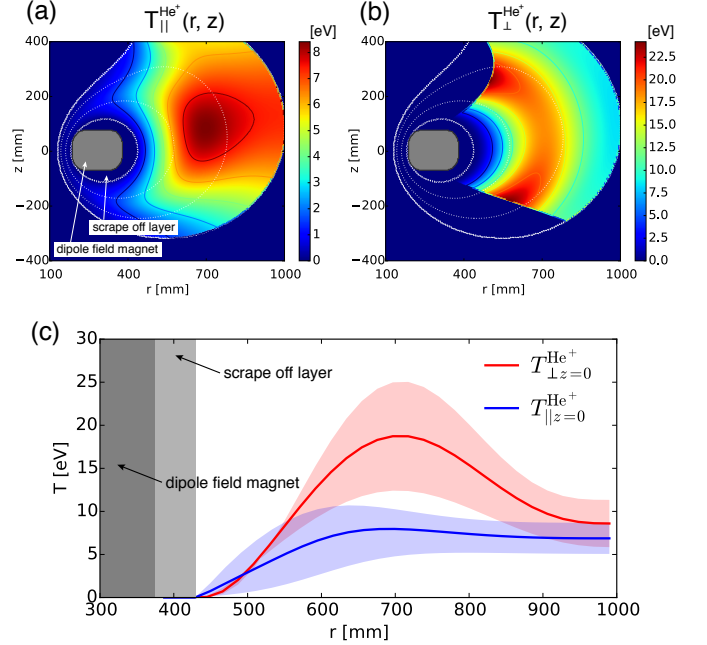 (a)
T||^He+(r, z)
[eV]
400
200
0
−200
−400
z [mm]
100
400
700
1000
r [mm]
scrape off layer
dipole field magnet
8
7
6
5
4
3
2
1
0
(b)
T⊥^He+(r, z)
[eV]
400
200
0
−200
−400
z [mm]
100
400
700
1000
r [mm]
22.5
20.0
17.5
15.0
12.5
10.0
7.5
5.0
2.5
0.0
(c)
30
25
20
15
10
5
0
T [eV]
scrape off layer
dipole field magnet
T⊥z=0^He+
T||z=0^He+
300
400
500
600
700
800
900
1000
r [mm]